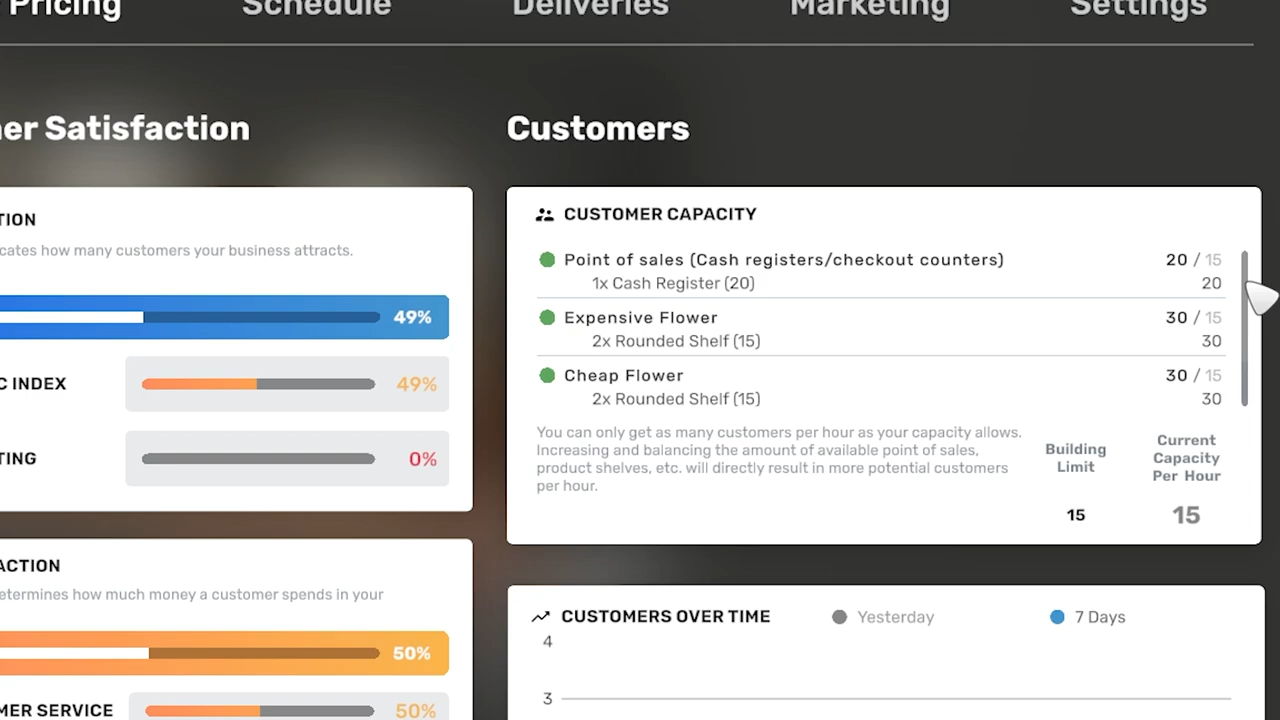 Pricing Schedule Deliveries Marketing Settings
er Satisfaction
Customers
TION
cates how many customers your business attracts.
49%
C INDEX 49%
TING 0%
CUSTOMER CAPACITY
Point of sales (Cash registers/checkout counters) 20 / 15
1x Cash Register (20) 20
Expensive Flower 30 / 15
2x Rounded Shelf (15) 30
Cheap Flower 30 / 15
2x Rounded Shelf (15) 30
You can only get as many customers per hour as your capacity allows.
Increasing and balancing the amount of available point of sales,
product shelves, etc. will directly result in more potential customers
per hour.
Building
Limit
15
Current
Capacity
Per Hour
15
ACTION
etermines how much money a customer spends in your
50%
MER SERVICE 50%
CUSTOMERS OVER TIME Yesterday 7 Days
4
3